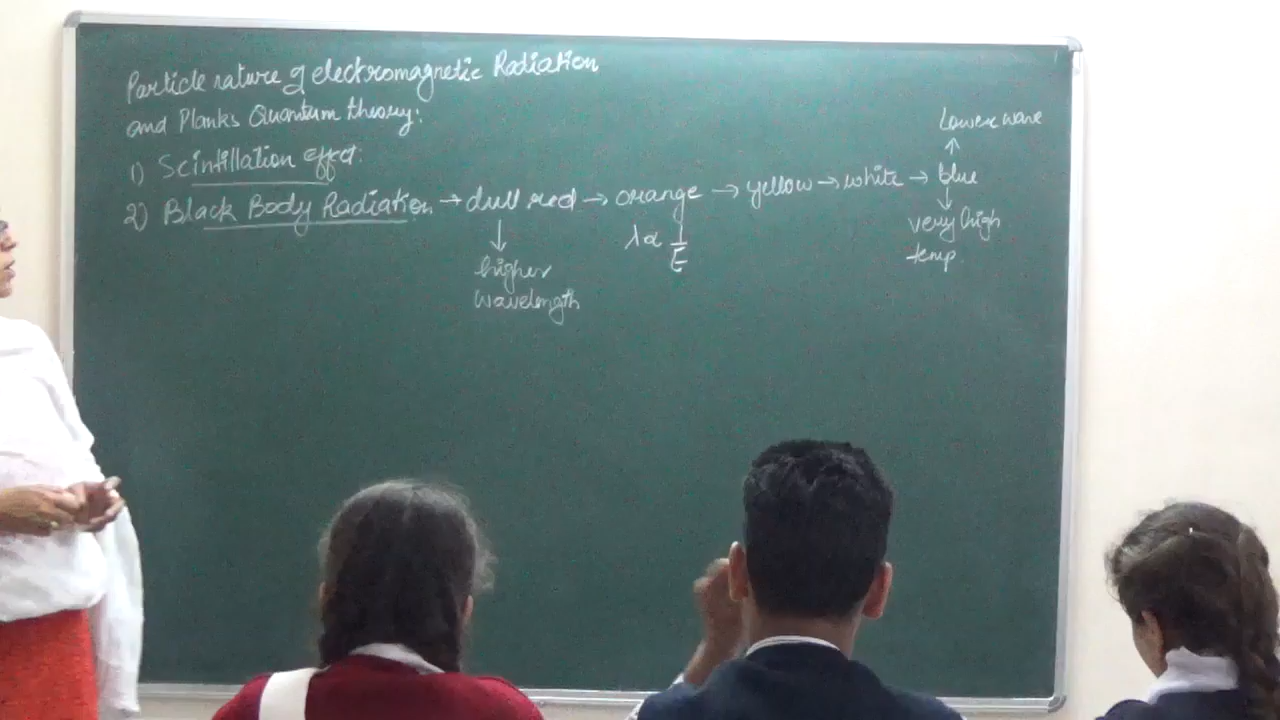 Particle nature of electromagnetic Radiation
and Planks Quantum theory:
1) Scintillation effect:
2) Black Body Radiation → dull red → orange → yellow → white → blue
↓
higher
wavelength
λ ∝ 1/E
↑
Lower wave
↓
very high
temp.